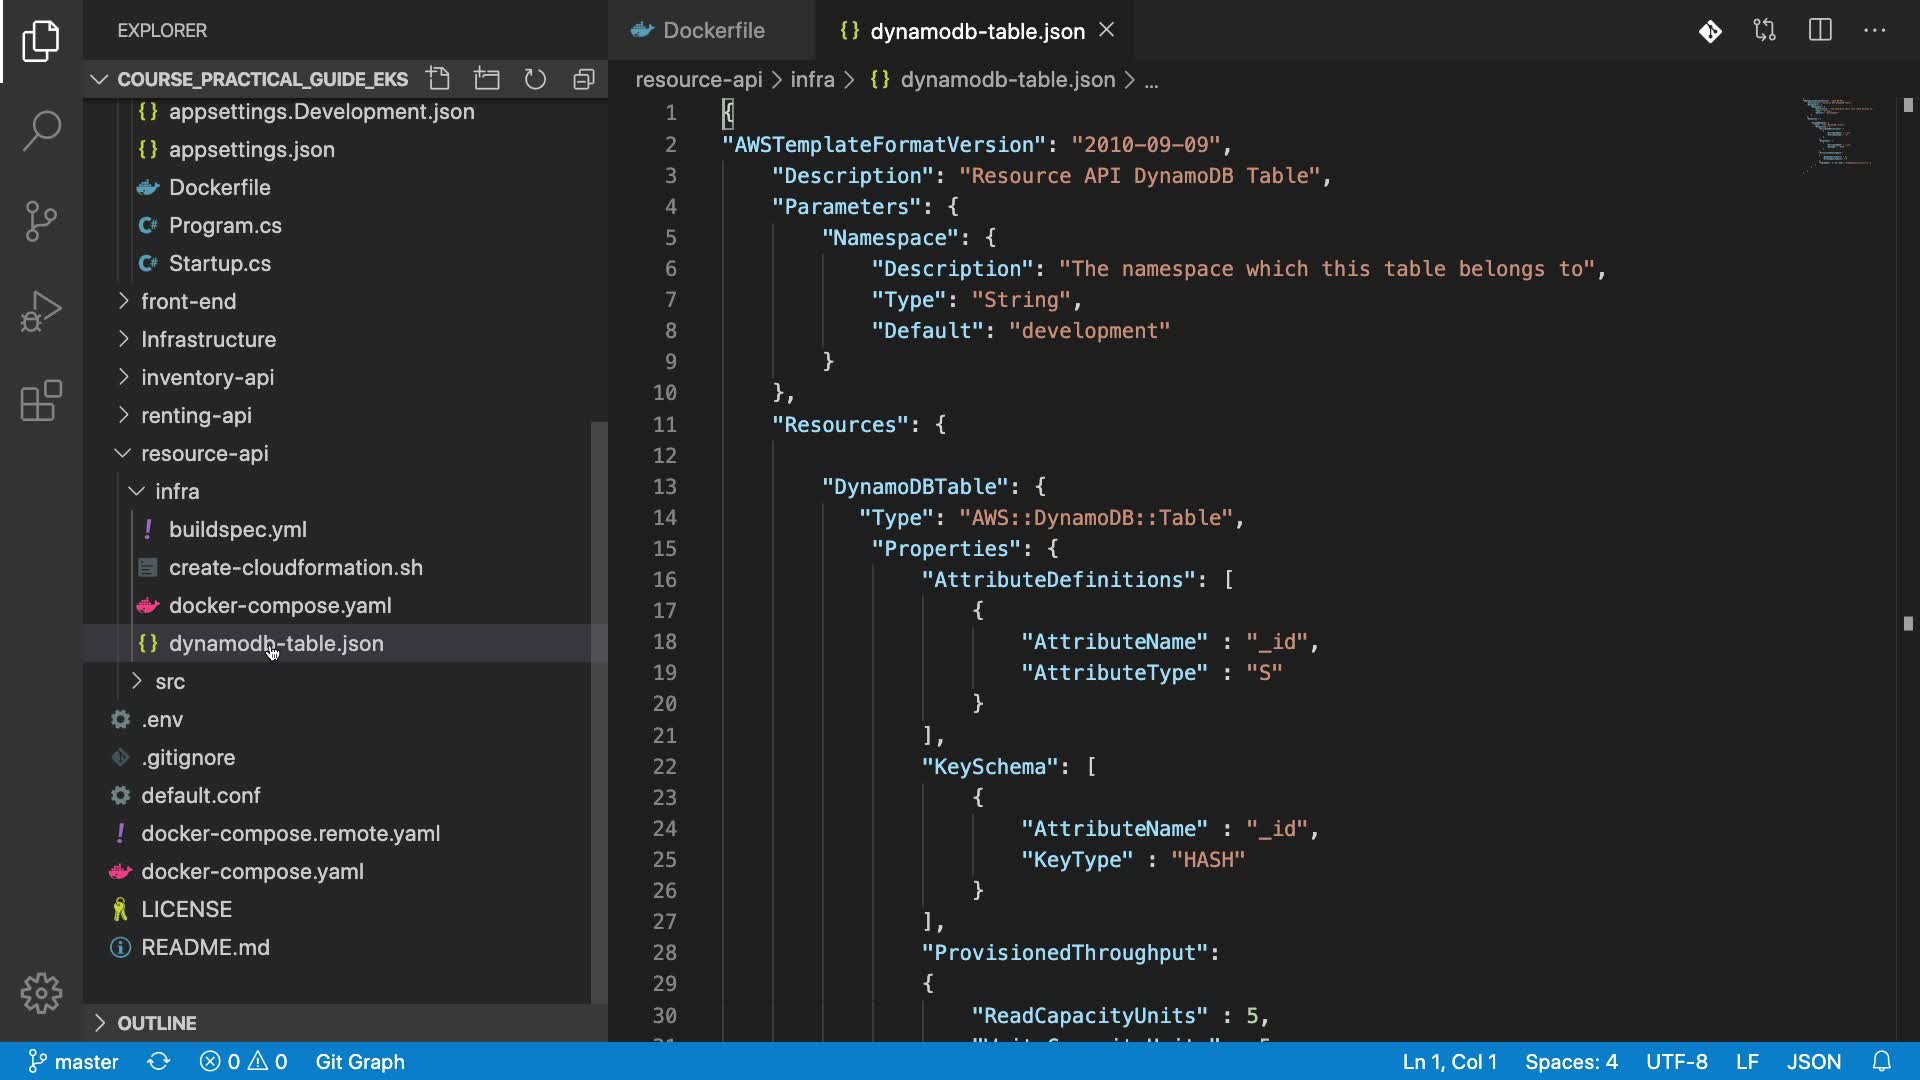 EXPLORER
COURSE_PRACTICAL_GUIDE_EKS
{} appsettings.Development.json
{} appsettings.json
Dockerfile
C# Program.cs
C# Startup.cs
front-end
Infrastructure
inventory-api
renting-api
resource-api
infra
! buildspec.yml
create-cloudformation.sh
docker-compose.yaml
{} dynamodb-table.json
src
.env
.gitignore
default.conf
! docker-compose.remote.yaml
docker-compose.yaml
LICENSE
README.md
OUTLINE
Dockerfile
{} dynamodb-table.json
resource-api > infra > {} dynamodb-table.json > ...
1 {
2 "AWSTemplateFormatVersion": "2010-09-09",
3 "Description": "Resource API DynamoDB Table",
4 "Parameters": {
5 "Namespace": {
6 "Description": "The namespace which this table belongs to",
7 "Type": "String",
8 "Default": "development"
9 }
10 },
11 "Resources": {
12
13 "DynamoDBTable": {
14 "Type": "AWS::DynamoDB::Table",
15 "Properties": {
16 "AttributeDefinitions": [
17 {
18 "AttributeName" : "_id",
19 "AttributeType" : "S"
20 }
21 ],
22 "KeySchema": [
23 {
24 "AttributeName" : "_id",
25 "KeyType" : "HASH"
26 }
27 ],
28 "ProvisionedThroughput":
29 {
30 "ReadCapacityUnits" : 5,
master 0 0 Git Graph Ln 1, Col 1 Spaces: 4 UTF-8 LF JSON